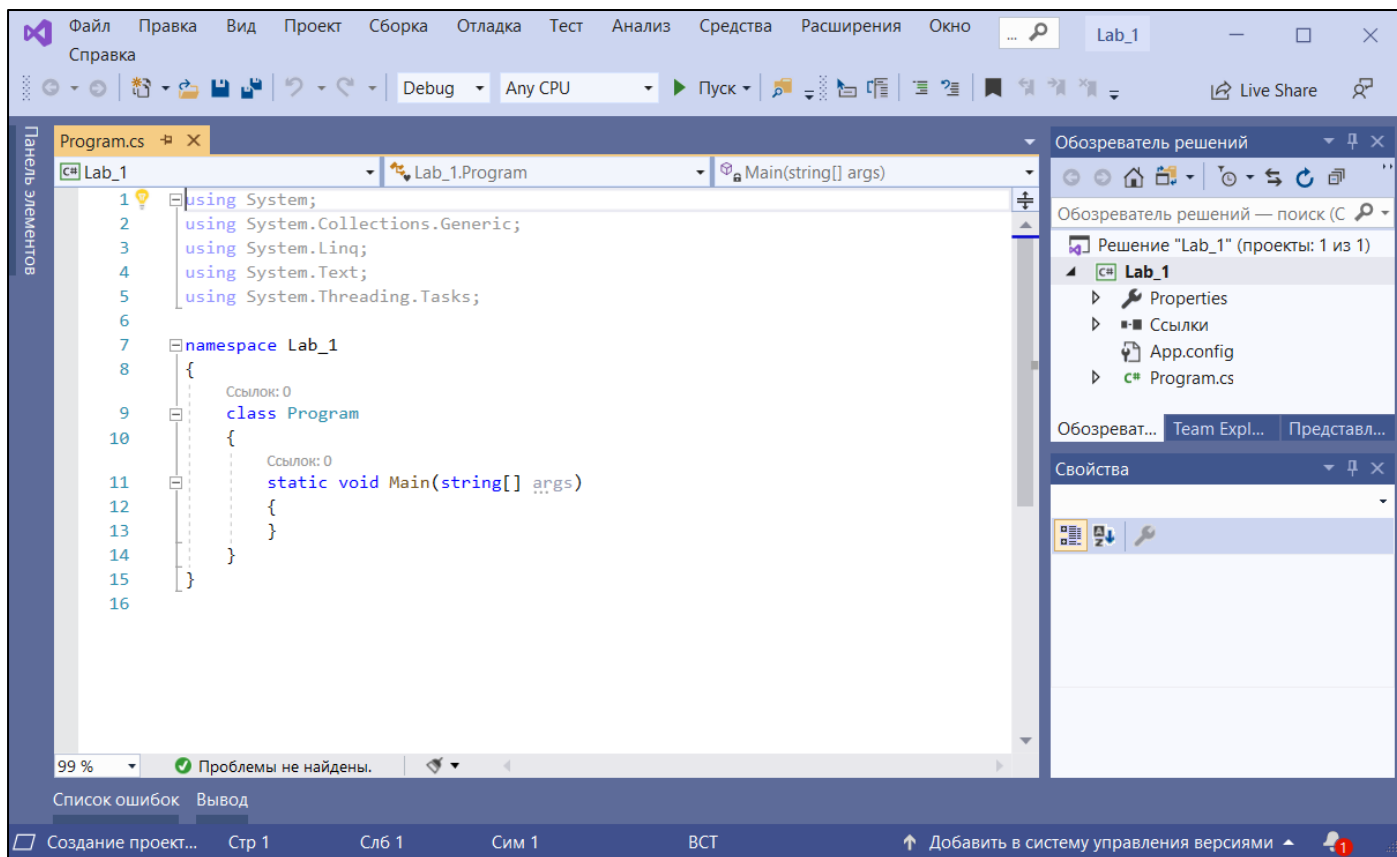 Файл Правка Вид Проект Сборка Отладка Тест Анализ Средства Расширения Окно ... Lab_1
Справка
Debug Any CPU Пуск Live Share
Панель элементов
Program.cs
Lab_1 Lab_1.Program Main(string[] args)
1 using System;
2 using System.Collections.Generic;
3 using System.Linq;
4 using System.Text;
5 using System.Threading.Tasks;
6
7 namespace Lab_1
8 {
Ссылок: 0
9 class Program
10 {
Ссылок: 0
11 static void Main(string[] args)
12 {
13 }
14 }
15 }
16
99 % Проблемы не найдены.
Обозреватель решений
Обозреватель решений — поиск (C
Решение "Lab_1" (проекты: 1 из 1)
C# Lab_1
Properties
Ссылки
App.config
C# Program.cs
Обозреват... Team Expl... Представл...
Свойства
Список ошибок Вывод
Создание проект... Стр 1 Слб 1 Сим 1 ВСТ Добавить в систему управления версиями 1